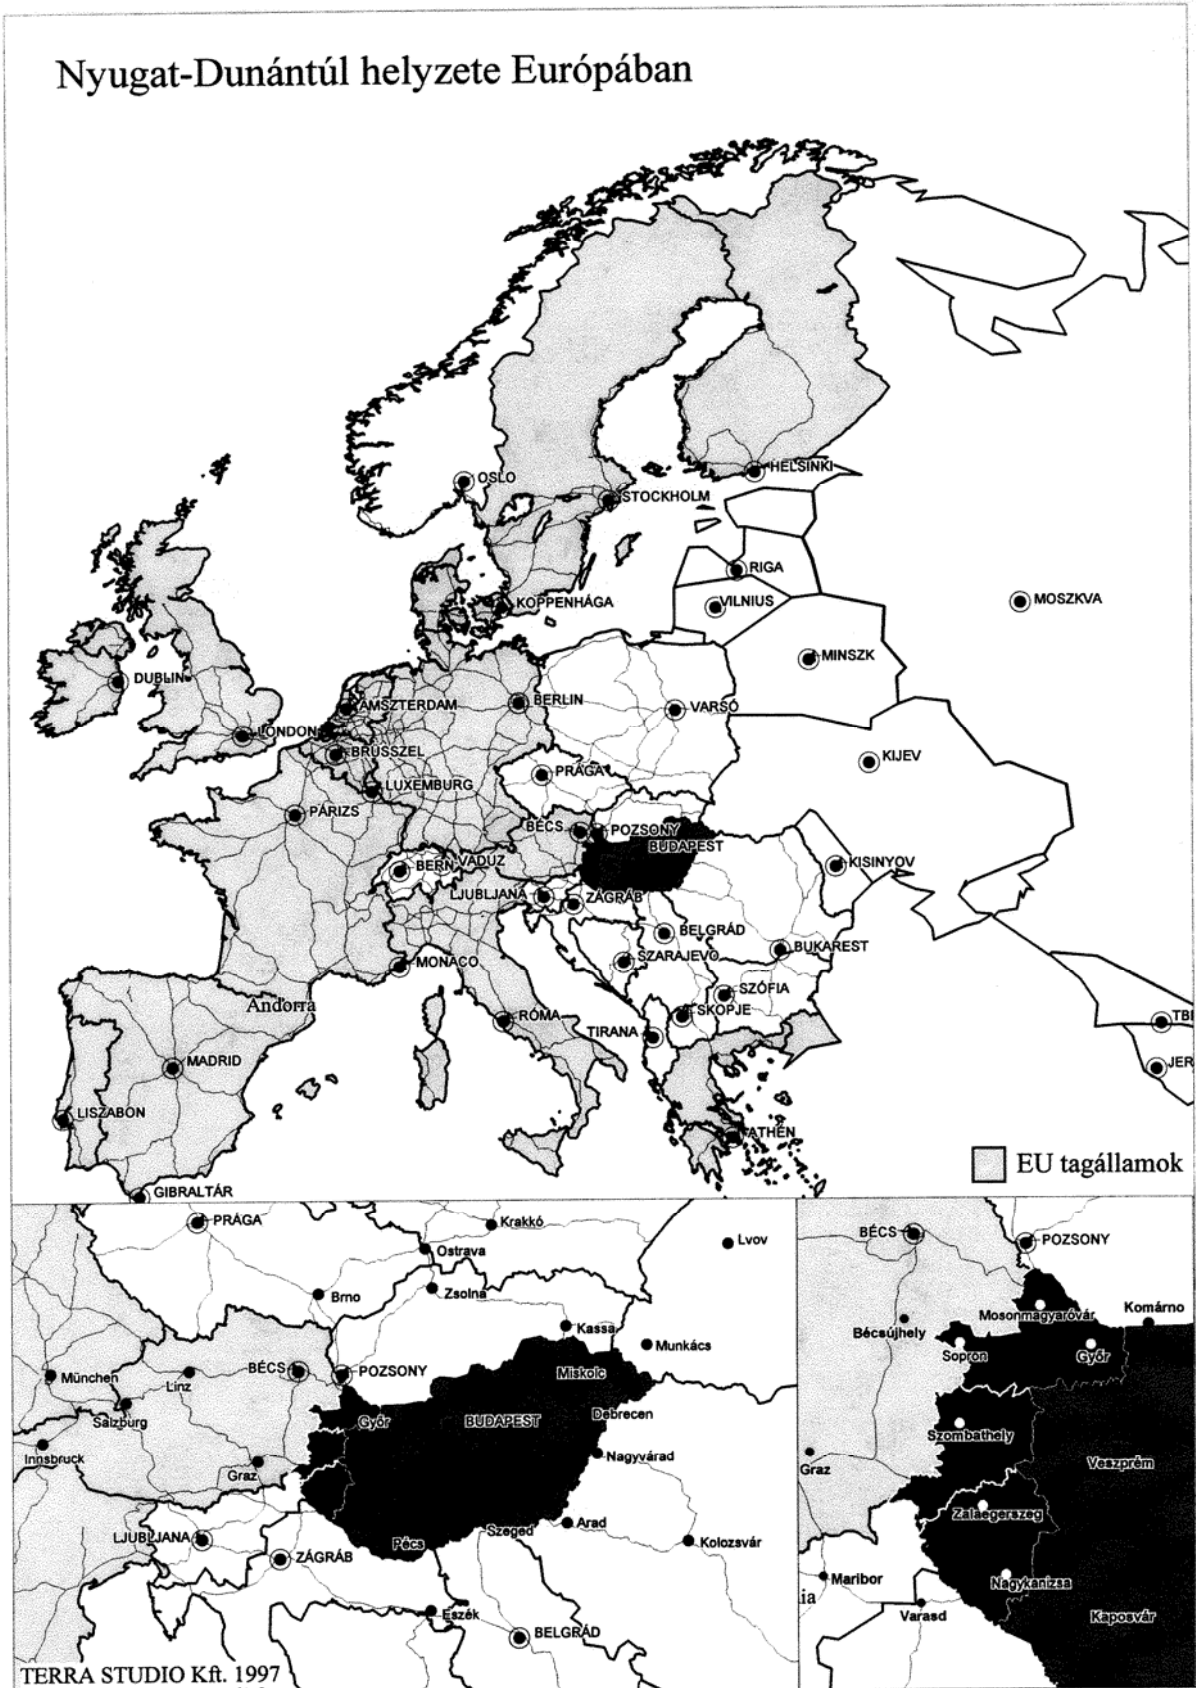 Nyugat-Dunántúl helyzete Európában
OSLO
HELSINKI
STOCKHOLM
RIGA
KOPPENHÁGA
VILNIUS
MOSZKVA
MINSZK
DUBLIN
AMSZTERDAM
BERLIN
VARSÓ
LONDON
BRÜSSZEL
KIJEV
PRÁGA
LUXEMBURG
PÁRIZS
BÉCS
POZSONY
BUDAPEST
BERN
VADUZ
KISINYOV
LJUBLJANA
ZÁGRÁB
BELGRÁD
BUKAREST
SZARAJEVO
MONACO
SZÓFIA
Andorra
SKOPJE
RÓMA
TIRANA
TBI
MADRID
JER
LISZABON
ATHÉN
EU tagállamok
GIBRALTÁR
PRÁGA
Krakkó
Lvov
Ostrava
Brno
Zsolna
Kassa
Munkács
BÉCS
POZSONY
Miskolc
München
Linz
Salzburg
Győr
BUDAPEST
Debrecen
Innsbruck
Nagyvárad
Graz
Szeged
Arad
LJUBLJANA
Pécs
Kolozsvár
ZÁGRÁB
Eszék
BELGRÁD
TERRA STUDIO Kft. 1997
BÉCS
POZSONY
Mosonmagyaróvár
Komárno
Bécsújhely
Sopron
Győr
Szombathely
Veszprém
Graz
Zalaegerszeg
Maribor
Nagykanizsa
ia
Varasd
Kaposvár